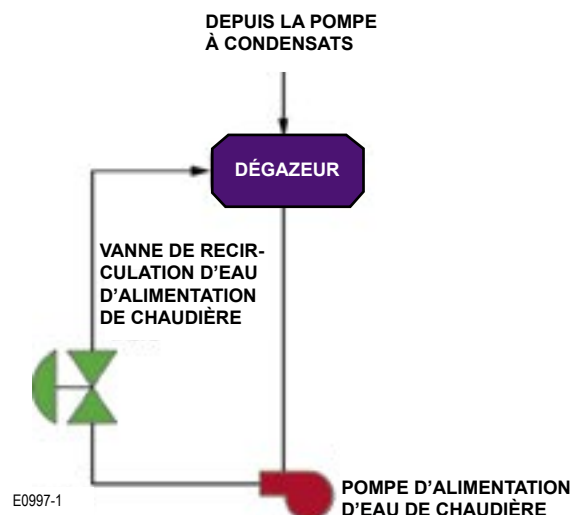 DEPUIS LA POMPE
À CONDENSATS
DÉGAZEUR
VANNE DE RECIR-
CULATION D'EAU
D'ALIMENTATION
DE CHAUDIÈRE
E0997-1
POMPE D'ALIMENTATION
D'EAU DE CHAUDIÈRE